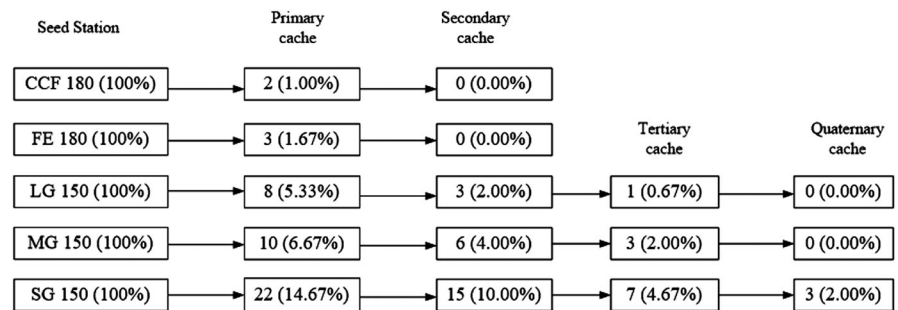 Seed Station
Primary
cache
Secondary
cache
CCF 180 (100%)
2 (1.00%)
0 (0.00%)
FE 180 (100%)
3 (1.67%)
0 (0.00%)
Tertiary
cache
Quaternary
cache
LG 150 (100%)
8 (5.33%)
3 (2.00%)
1 (0.67%)
0 (0.00%)
MG 150 (100%)
10 (6.67%)
6 (4.00%)
3 (2.00%)
0 (0.00%)
SG 150 (100%)
22 (14.67%)
15 (10.00%)
7 (4.67%)
3 (2.00%)